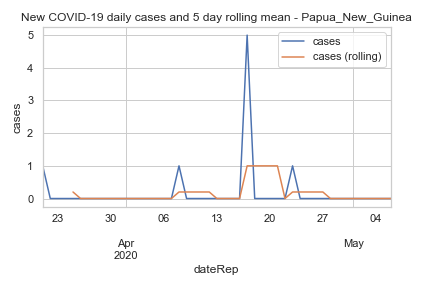 New COVID-19 daily cases and 5 day rolling mean - Papua_New_Guinea
cases
cases (rolling)
cases
5
4
3
2
1
0
23 30 06 13 20 27 04
Apr May
2020
dateRep